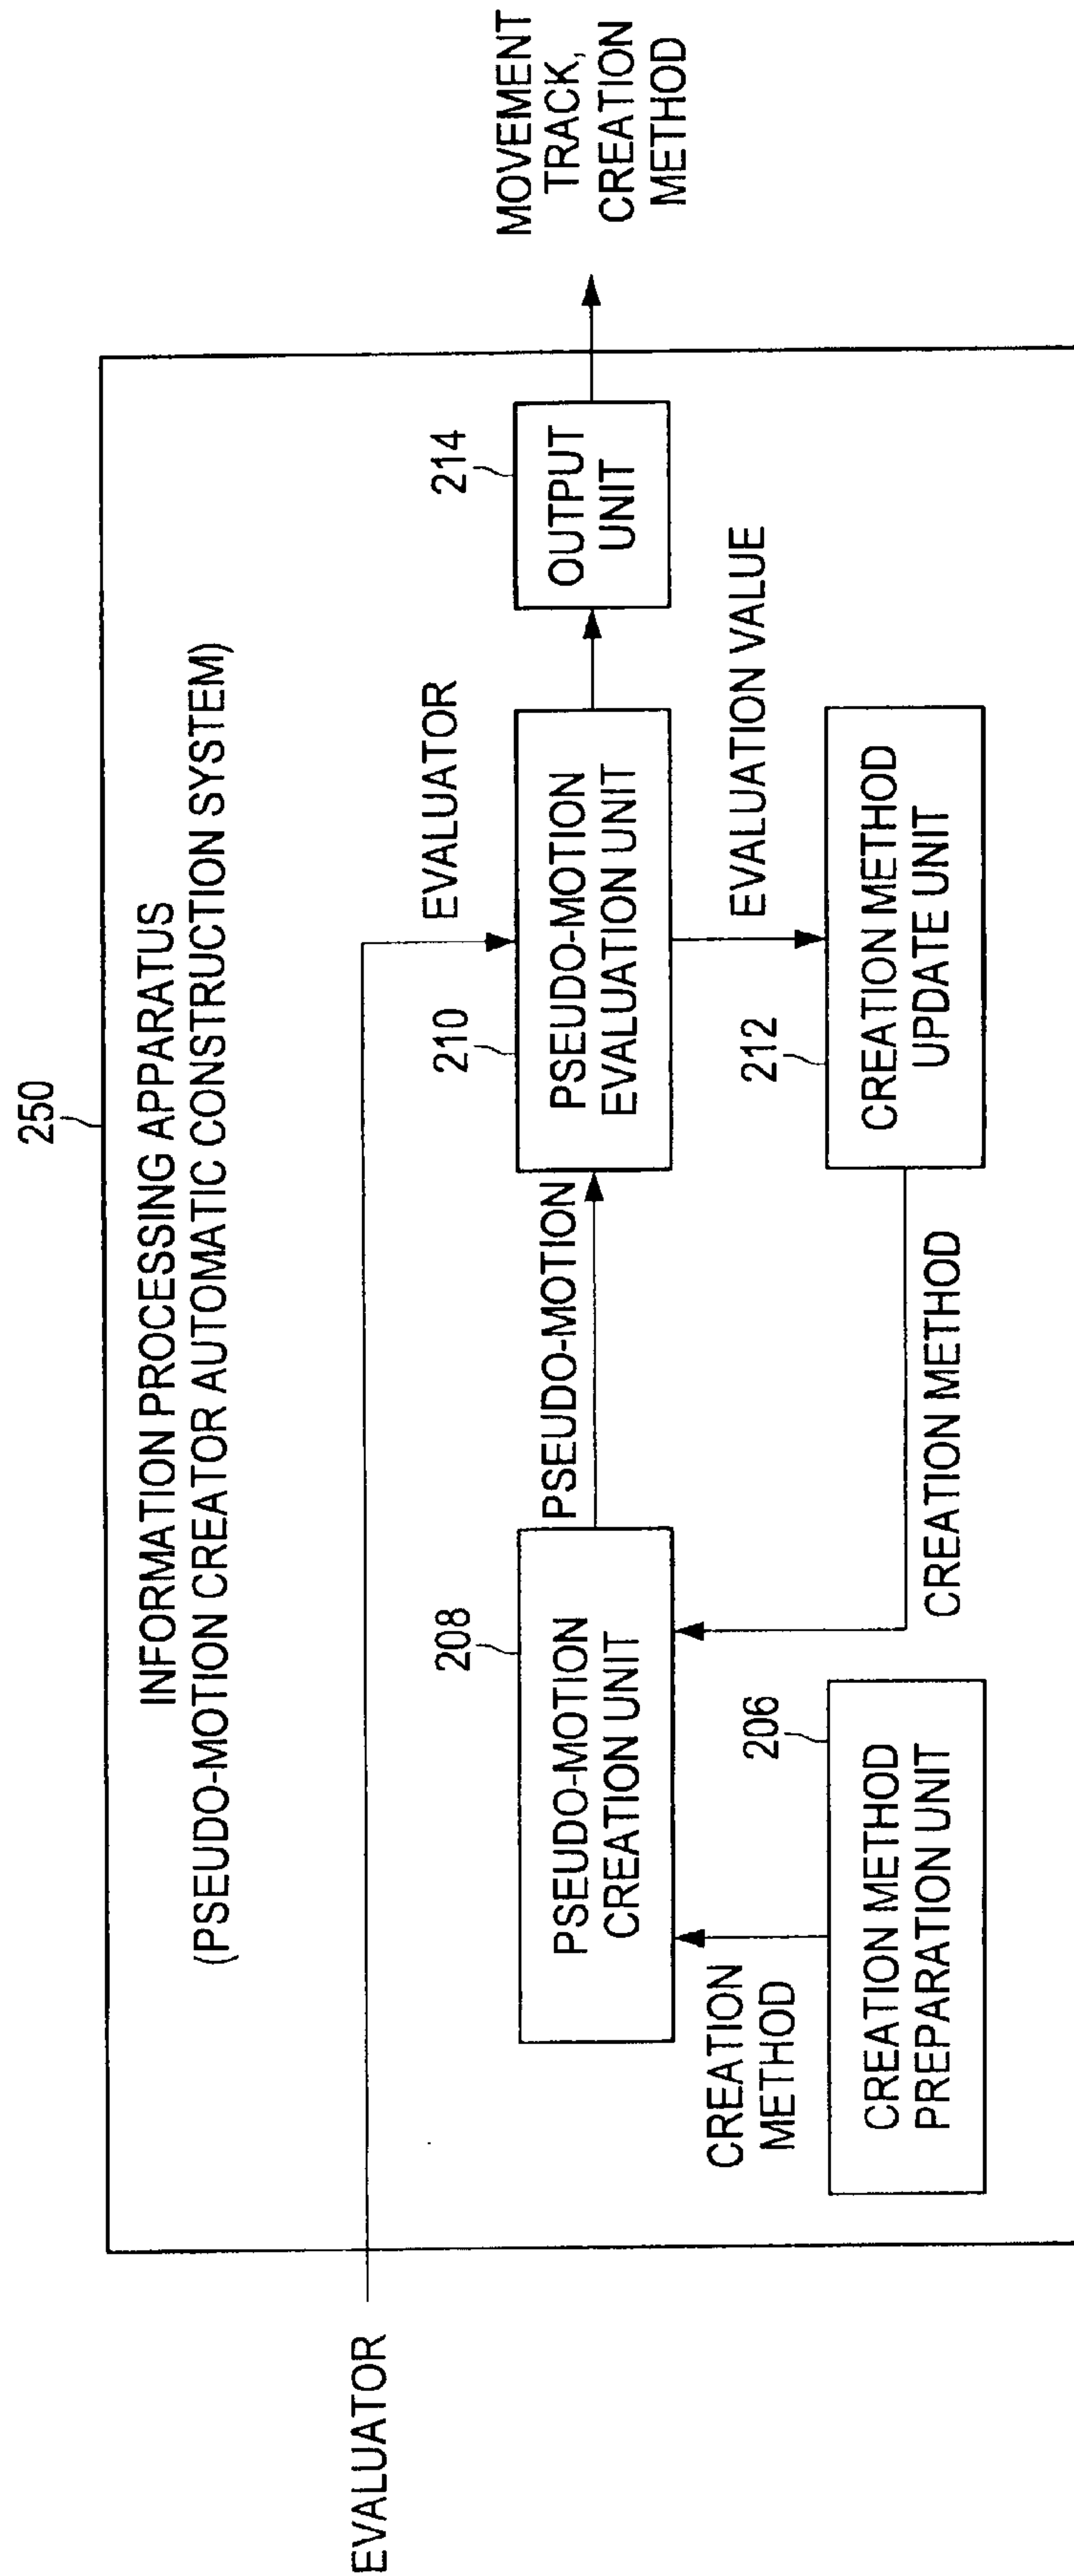 250
INFORMATION PROCESSING APPARATUS
(PSEUDO-MOTION CREATOR AUTOMATIC CONSTRUCTION SYSTEM)
EVALUATOR
EVALUATOR
208
PSEUDO-MOTION
CREATION UNIT
PSEUDO-MOTION
210
PSEUDO-MOTION
EVALUATION UNIT
214
OUTPUT
UNIT
MOVEMENT
TRACK,
CREATION
METHOD
CREATION
METHOD
206
CREATION METHOD
PREPARATION UNIT
CREATION METHOD
212
CREATION METHOD
UPDATE UNIT
EVALUATION VALUE